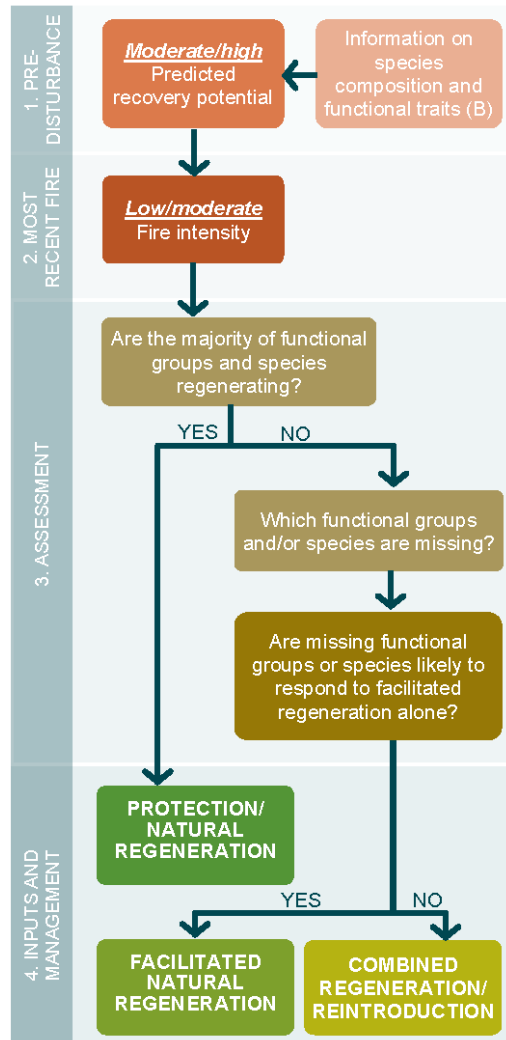 1. PRE-
DISTURBANCE
Moderate/high
Predicted
recovery potential
Information on
species
composition and
functional traits (B)
2. MOST
RECENT FIRE
Low/moderate
Fire intensity
3. ASSESSMENT
Are the majority of functional
groups and species
regenerating?
YES
NO
Which functional groups
and/or species are missing?
Are missing functional
groups or species likely to
respond to facilitated
regeneration alone?
4. INPUTS AND
MANAGEMENT
PROTECTION/
NATURAL
REGENERATION
YES
NO
FACILITATED
NATURAL
REGENERATION
COMBINED
REGENERATION/
REINTRODUCTION